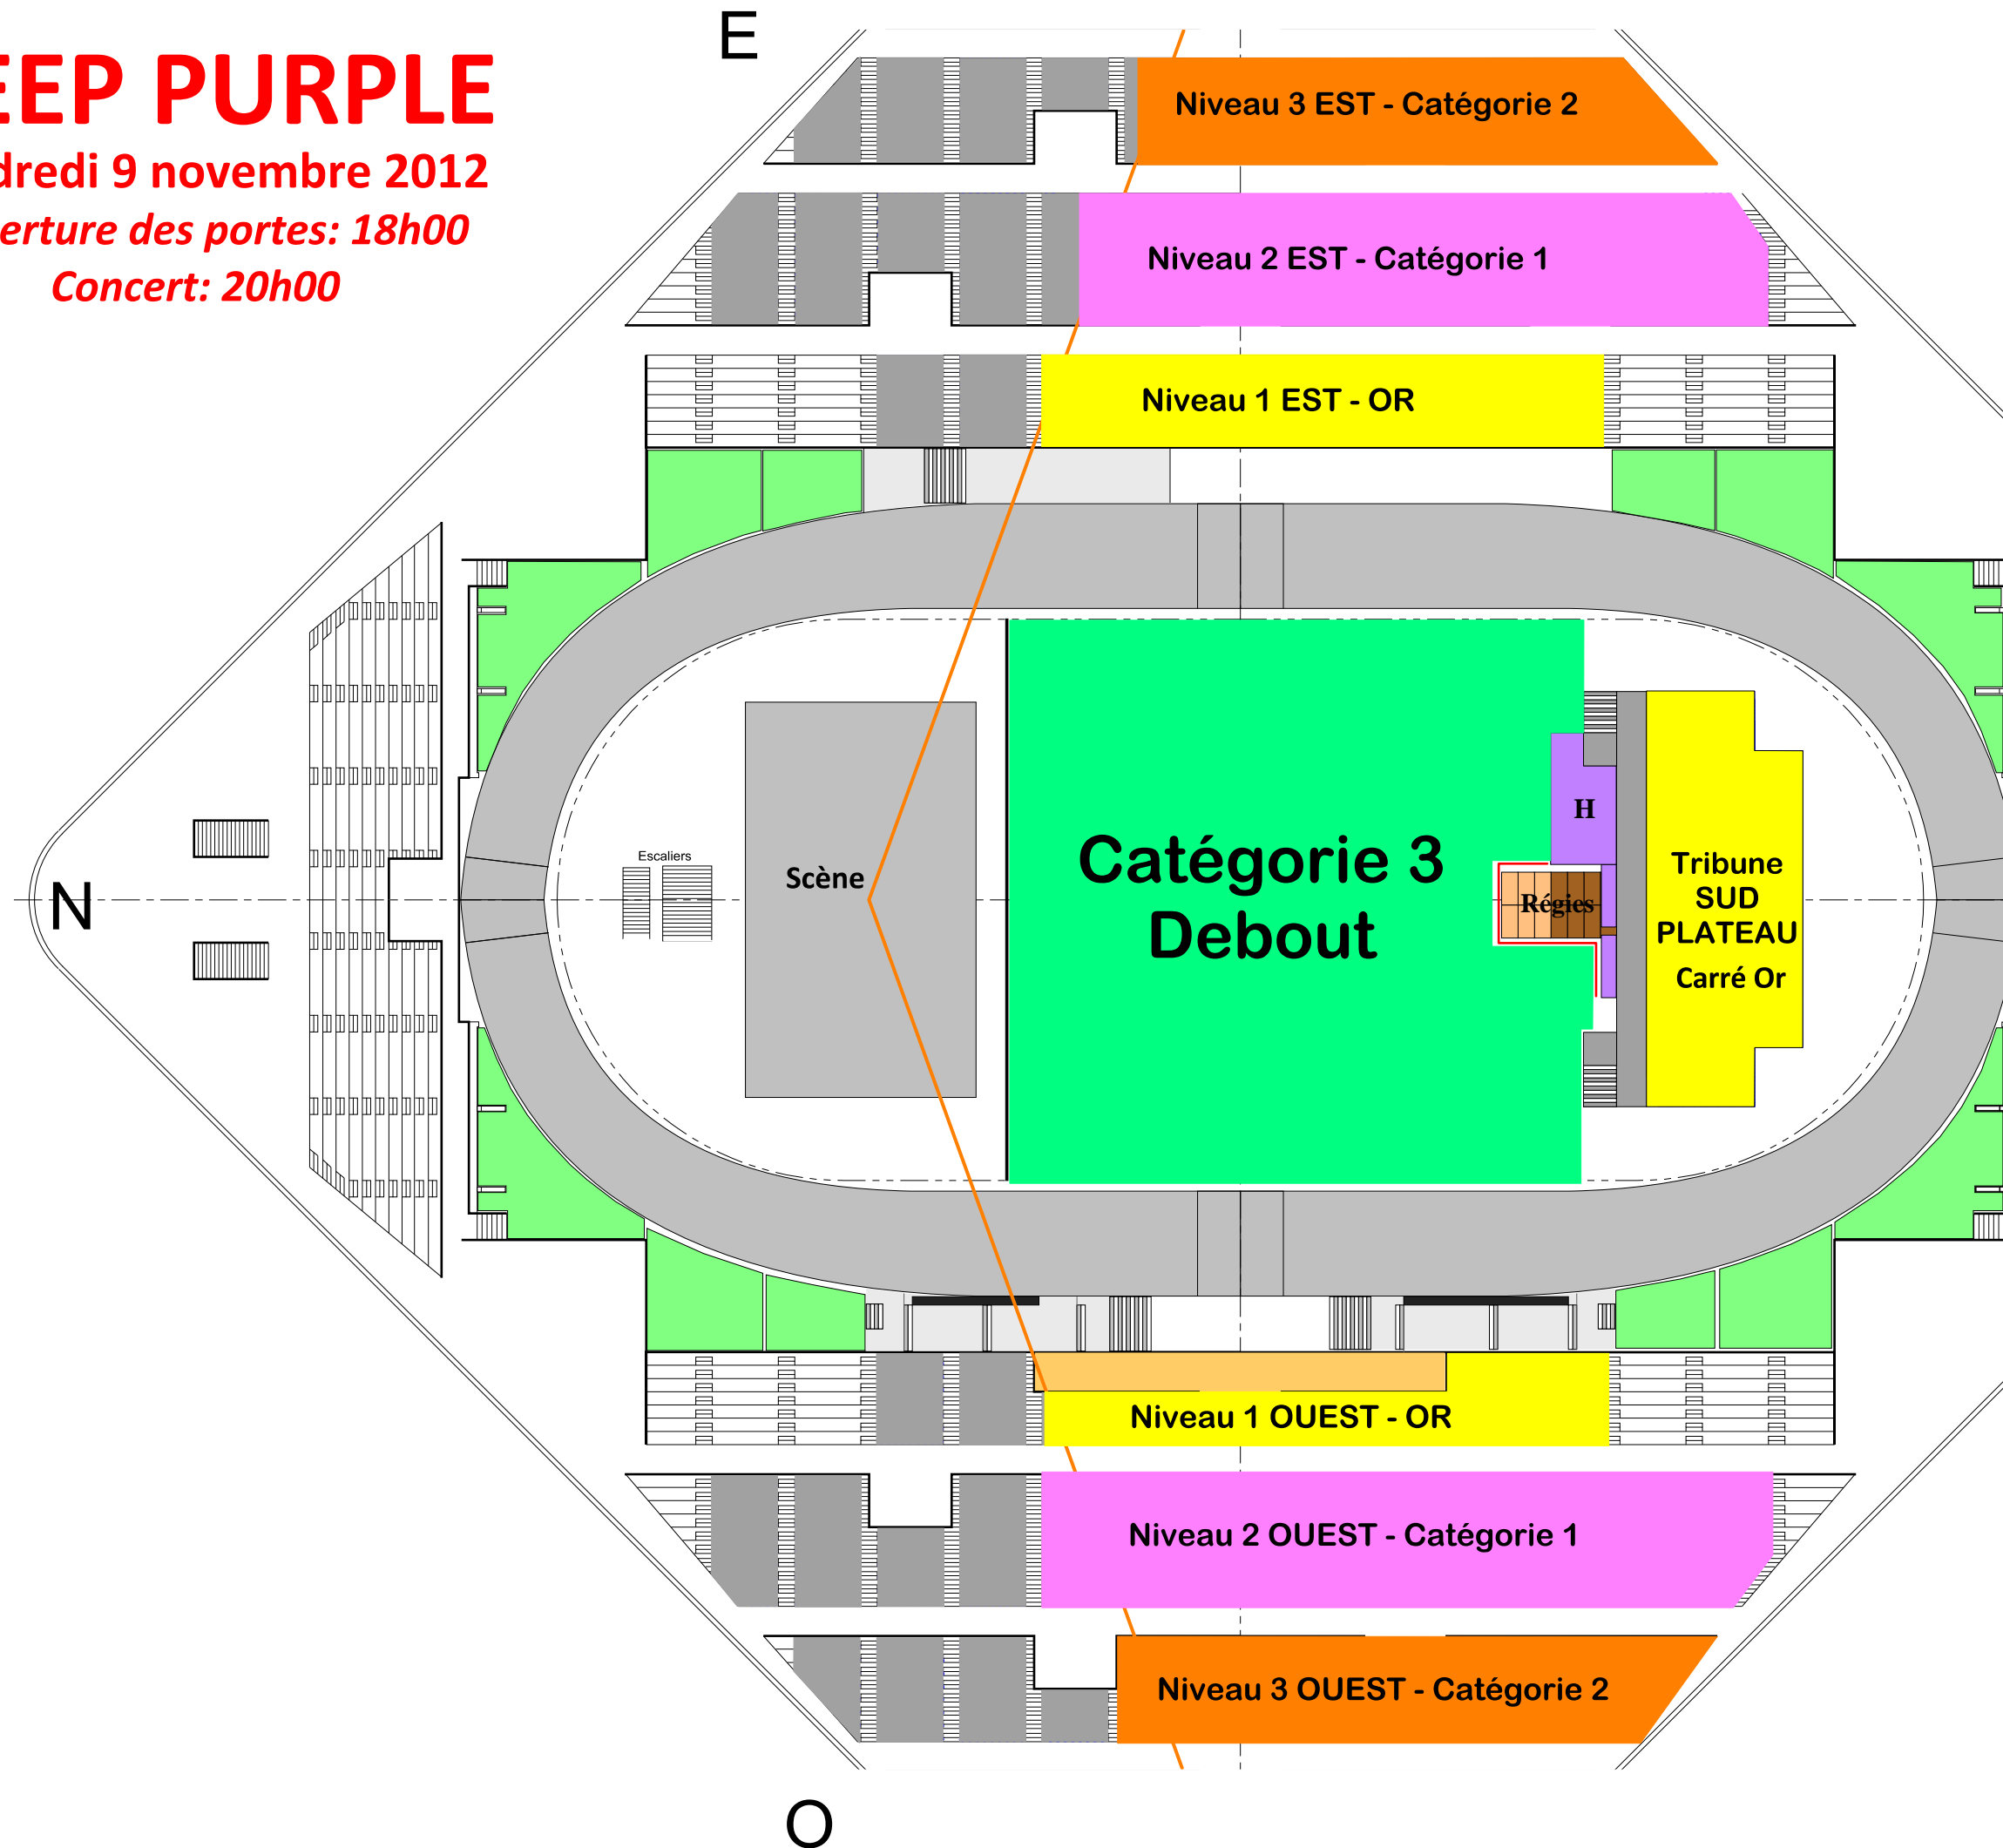 E
EEP PURPLE
dredi 9 novembre 2012
erture des portes: 18h00
Concert: 20h00
Niveau 3 EST - Catégorie 2
Niveau 2 EST - Catégorie 1
Niveau 1 EST - OR
N
Escaliers
Scène
Catégorie 3
Debout
H
Régies
Tribune
SUD
PLATEAU
Carré Or
Niveau 1 OUEST - OR
Niveau 2 OUEST - Catégorie 1
Niveau 3 OUEST - Catégorie 2
O